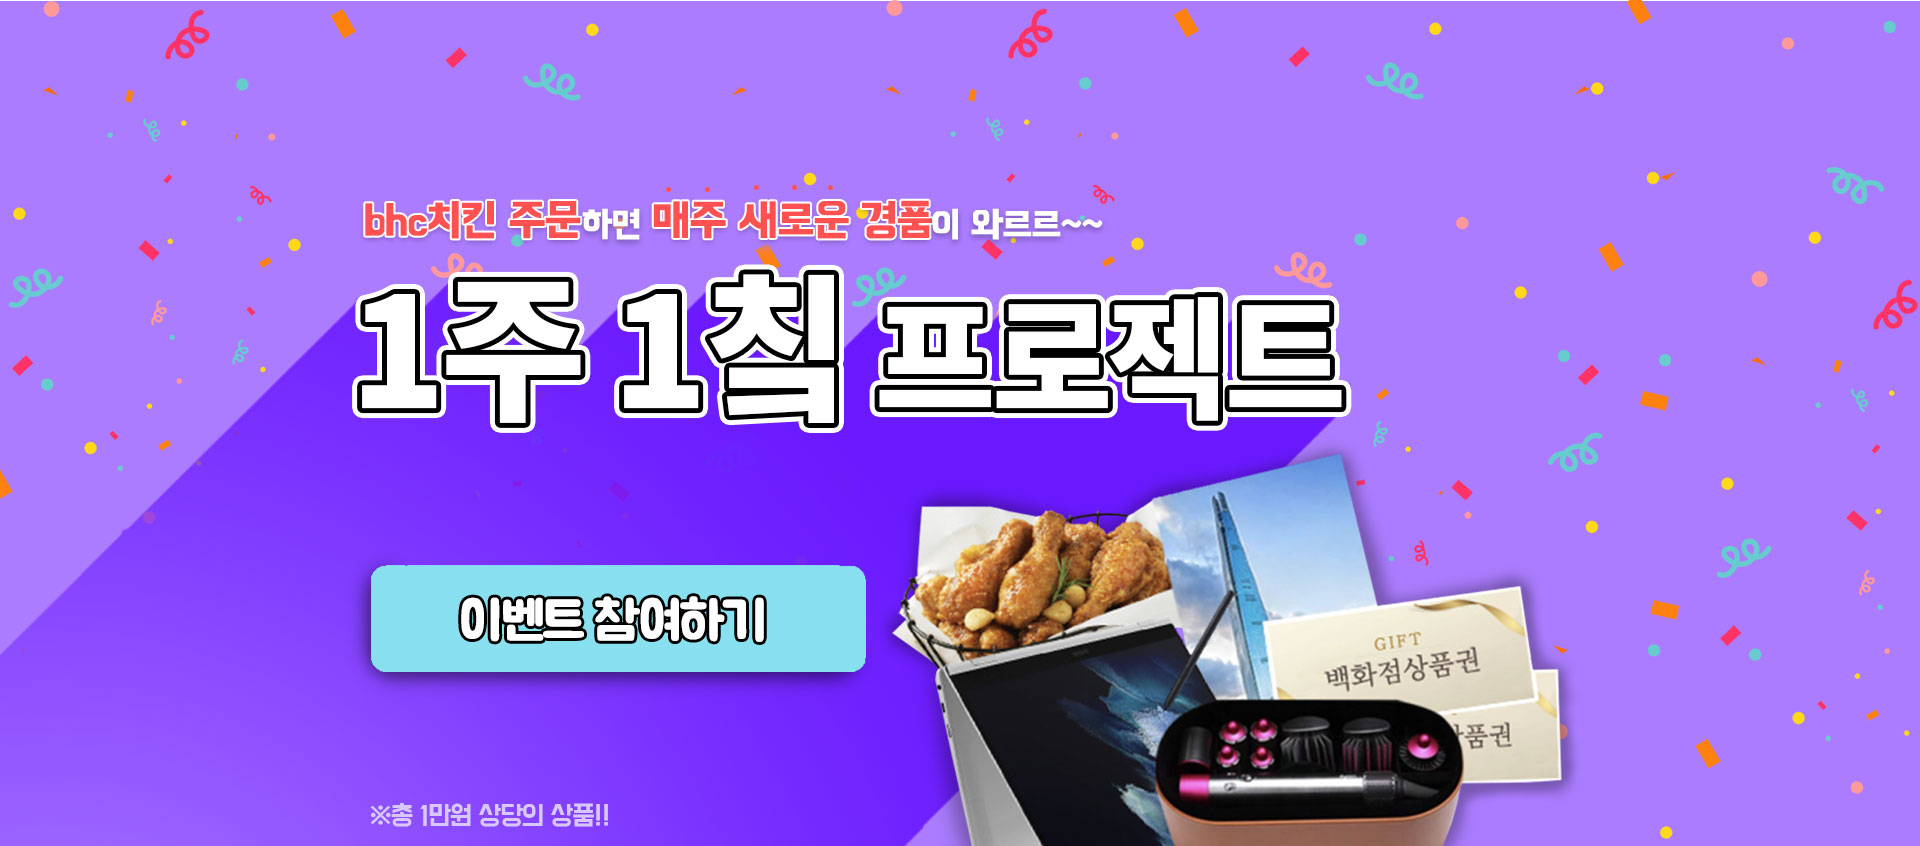 bhc치킨 주문하면 매주 새로운 경품이 와르르~~
1주 1칰 프로젝트
이벤트 참여하기
GIFT
백화점상품권
품권
※총 1만원 상당의 상품!!